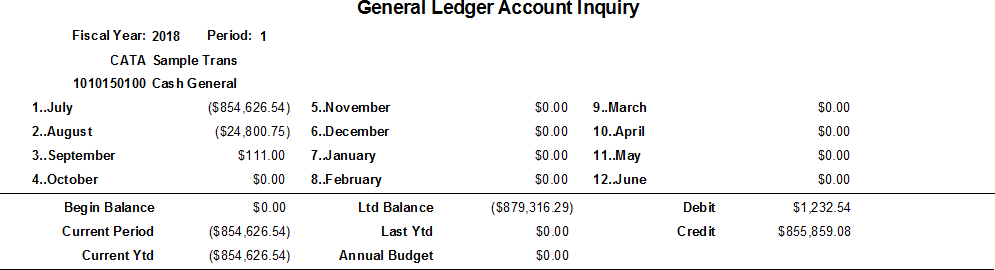 General Ledger Account Inquiry
Fiscal Year: 2018 Period: 1
CATA Sample Trans
1010150100 Cash General
1..July ($854,626.54) 5..November $0.00 9..March $0.00
2..August ($24,800.75) 6..December $0.00 10..April $0.00
3..September $111.00 7..January $0.00 11..May $0.00
4..October $0.00 8..February $0.00 12..June $0.00
Begin Balance $0.00 Ltd Balance ($879,316.29) Debit $1,232.54
Current Period ($854,626.54) Last Ytd $0.00 Credit $855,859.08
Current Ytd ($854,626.54) Annual Budget $0.00